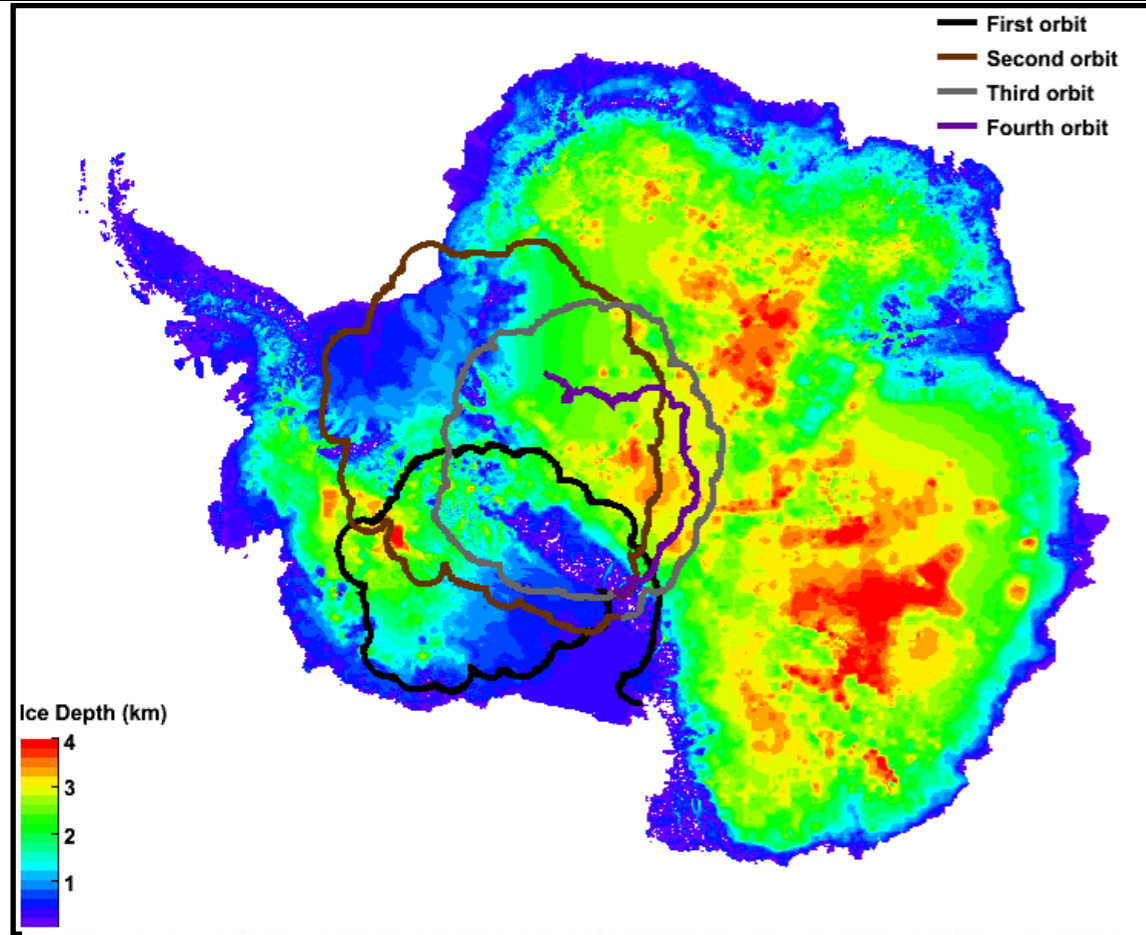 First orbit
Second orbit
Third orbit
Fourth orbit
Ice Depth (km)
4
3
2
1